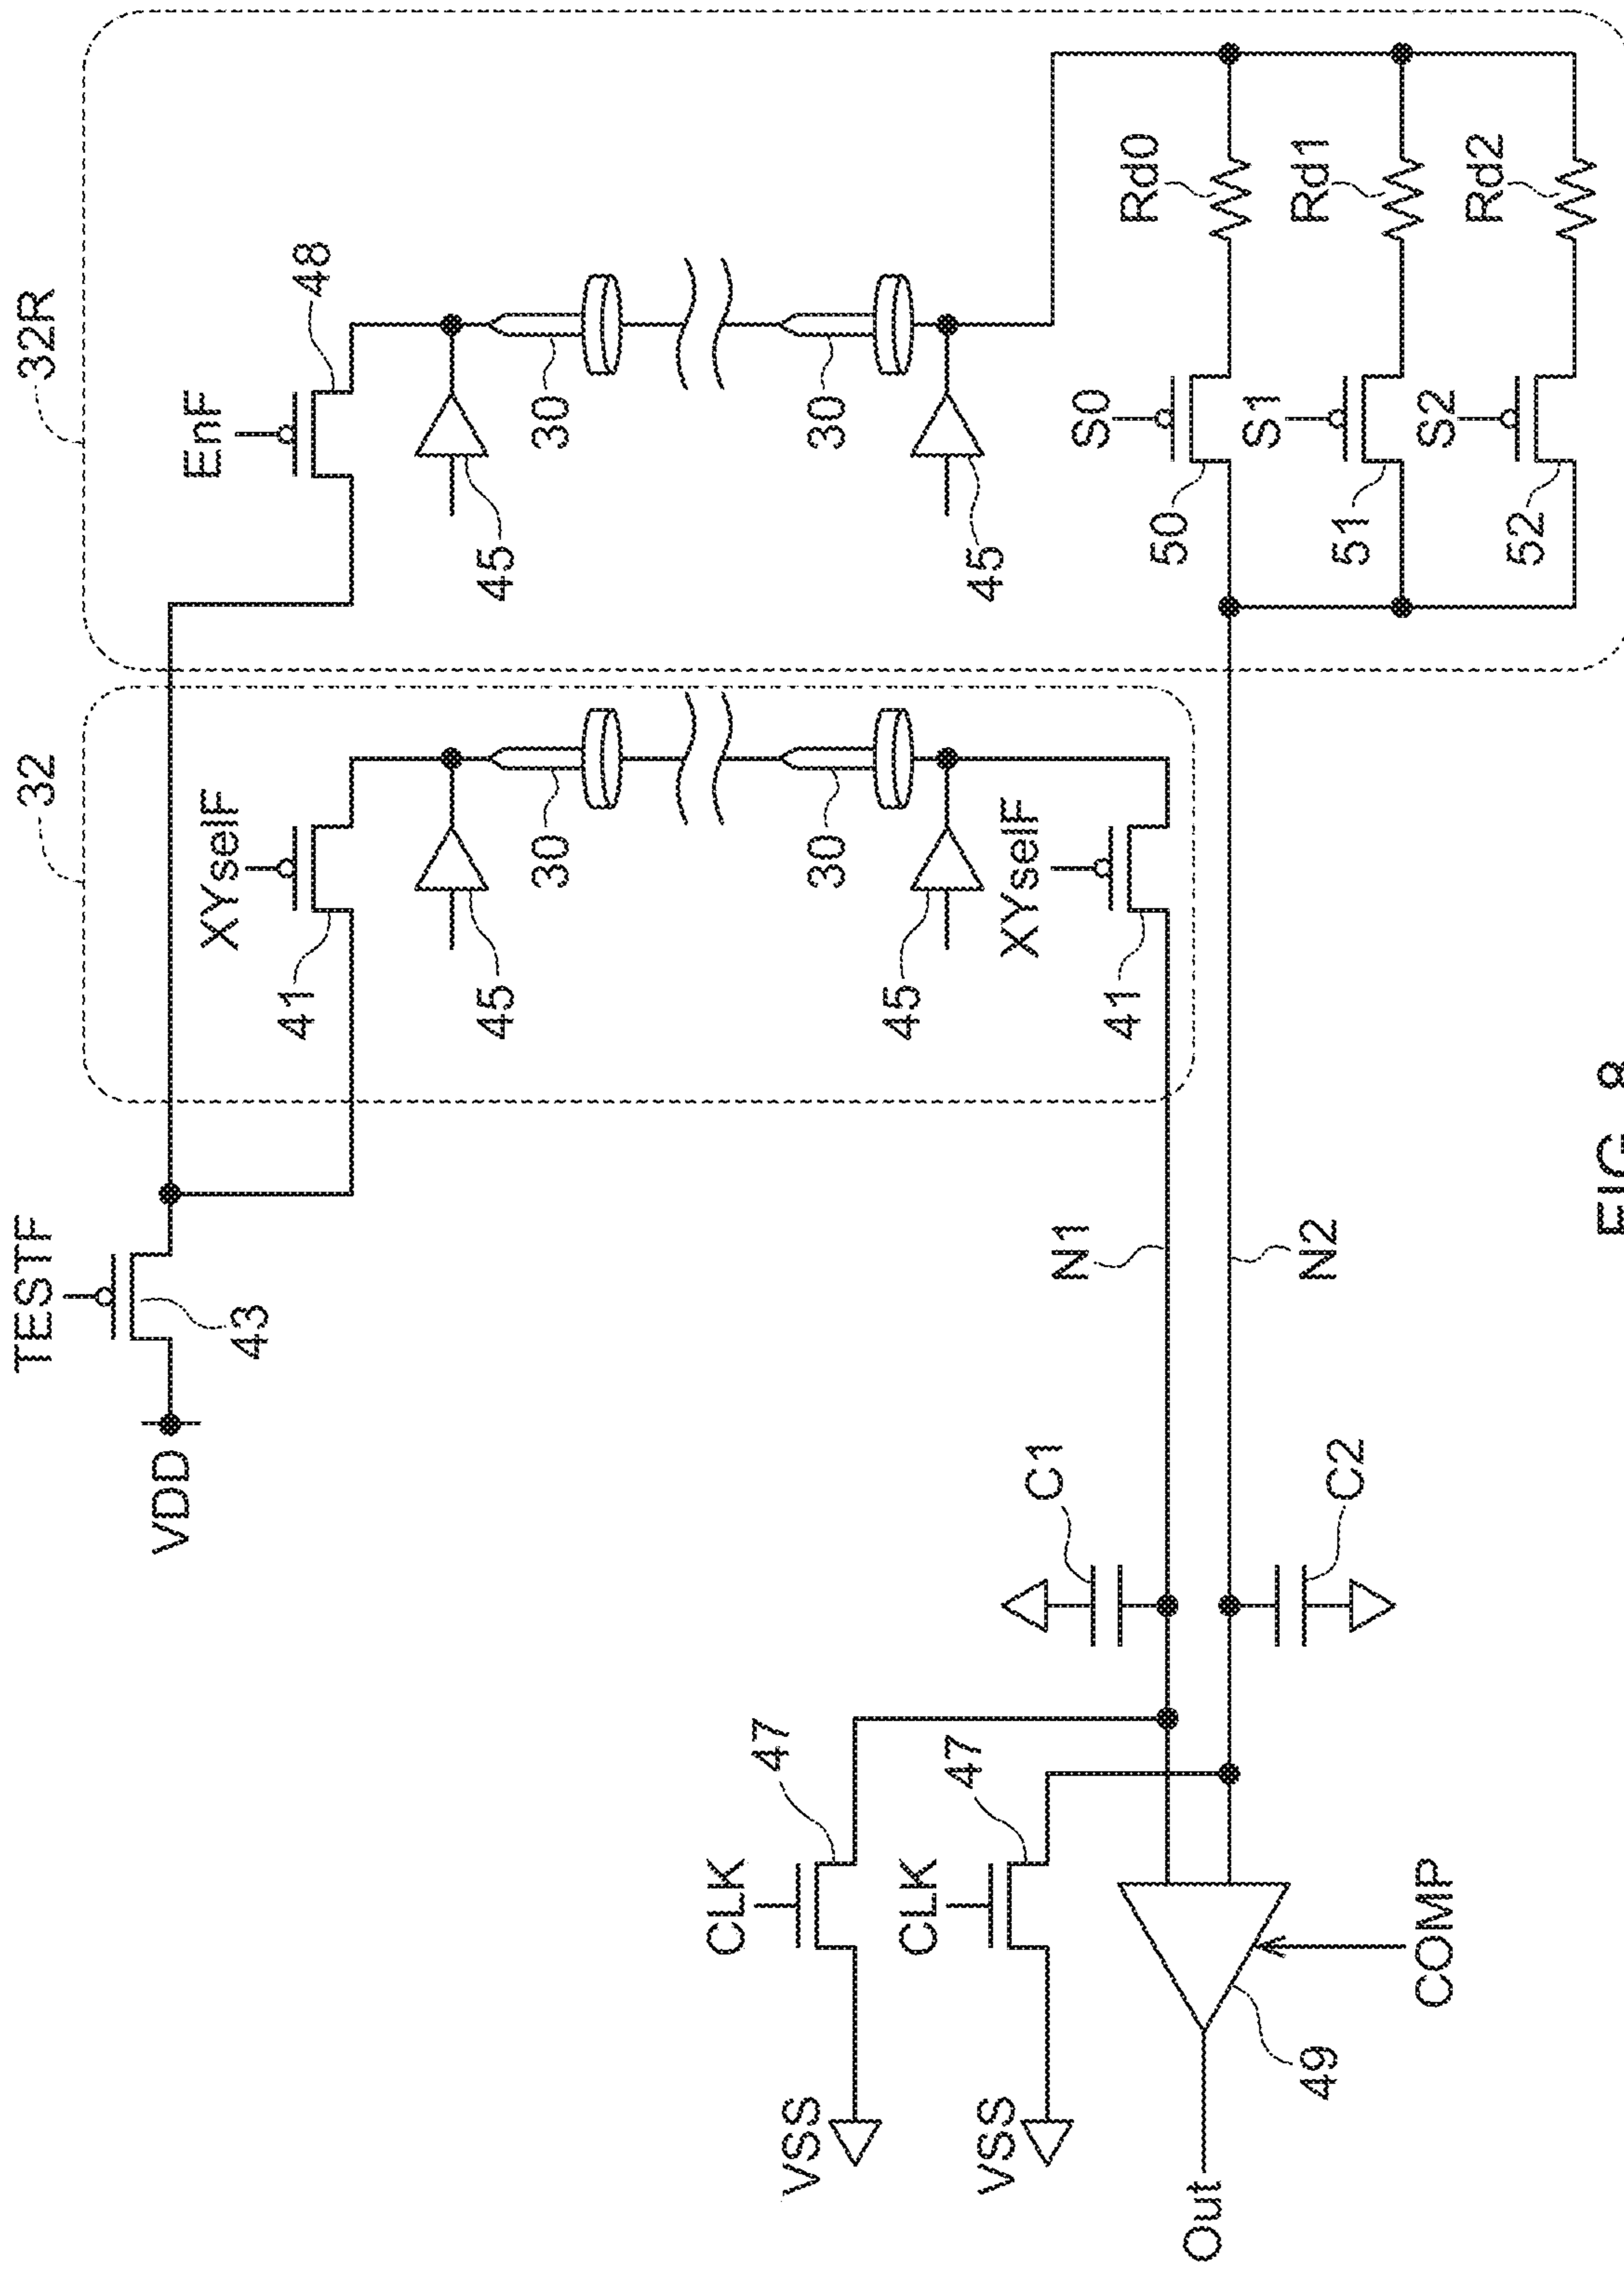 32R
32
TESTF
EnF
48
XYselF
43
41
VDD
45
45
30
30
30
30
45
45
XYselF
41
S0
Rd0
50
S1
Rd1
51
S2
Rd2
52
N1
N2
C1
C2
CLK
47
CLK
47
VSS
VSS
COMP
49
Out
FIG. 8